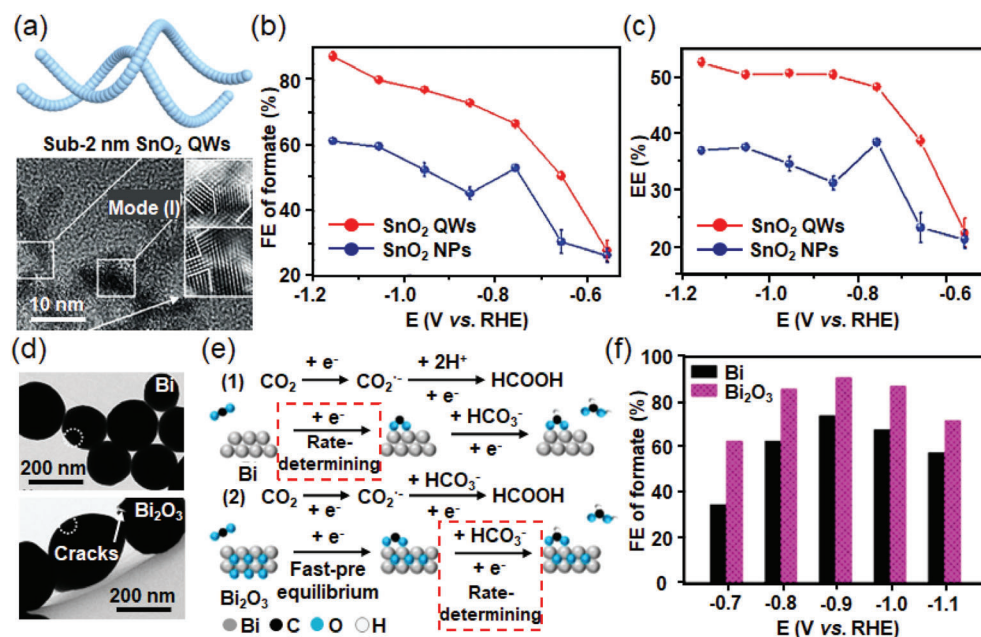 (a)
Sub-2 nm SnO₂ QWs
Mode (I)
10 nm
(b)
FE of formate (%)
80
60
40
20
SnO₂ QWs
SnO₂ NPs
-1.2
-1.0
-0.8
-0.6
E (V vs. RHE)
(c)
EE (%)
50
40
30
20
SnO₂ QWs
SnO₂ NPs
-1.2
-1.0
-0.8
-0.6
E (V vs. RHE)
(d)
Bi
200 nm
Bi₂O₃
Cracks
200 nm
(e)
(1)
+ e⁻
+ 2H⁺
CO₂
CO₂·⁻
HCOOH
+ e⁻
+ e⁻
+ HCO₃⁻
Rate-
determining
+ e⁻
Bi
(2)
+ HCO₃⁻
CO₂
CO₂·⁻
HCOOH
+ e⁻
+ e⁻
+ e⁻
+ HCO₃⁻
Fast-pre
equilibrium
+ e⁻
Rate-
determining
Bi₂O₃
Bi C O H
(f)
FE of formate (%)
100
80
60
40
20
0
Bi
Bi₂O₃
-0.7
-0.8
-0.9
-1.0
-1.1
E (V vs. RHE)